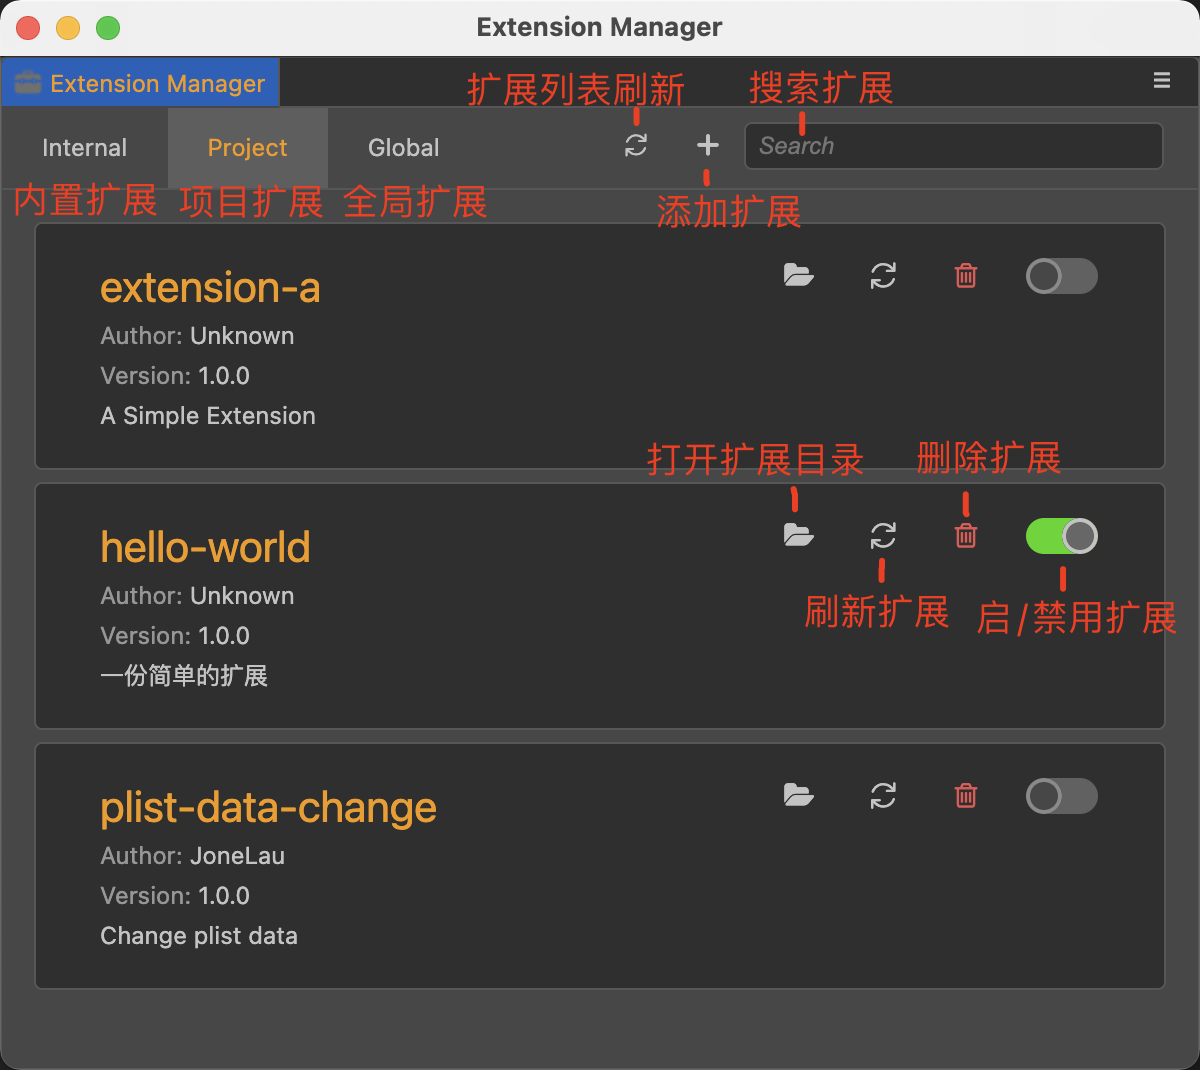 Extension Manager
Extension Manager
扩展列表刷新
搜索扩展
Internal
Project
Global
Search
内置扩展
项目扩展
全局扩展
添加扩展
extension-a
Author: Unknown
Version: 1.0.0
A Simple Extension
打开扩展目录
删除扩展
hello-world
Author: Unknown
Version: 1.0.0
一份简单的扩展
刷新扩展
启/禁用扩展
plist-data-change
Author: JoneLau
Version: 1.0.0
Change plist data